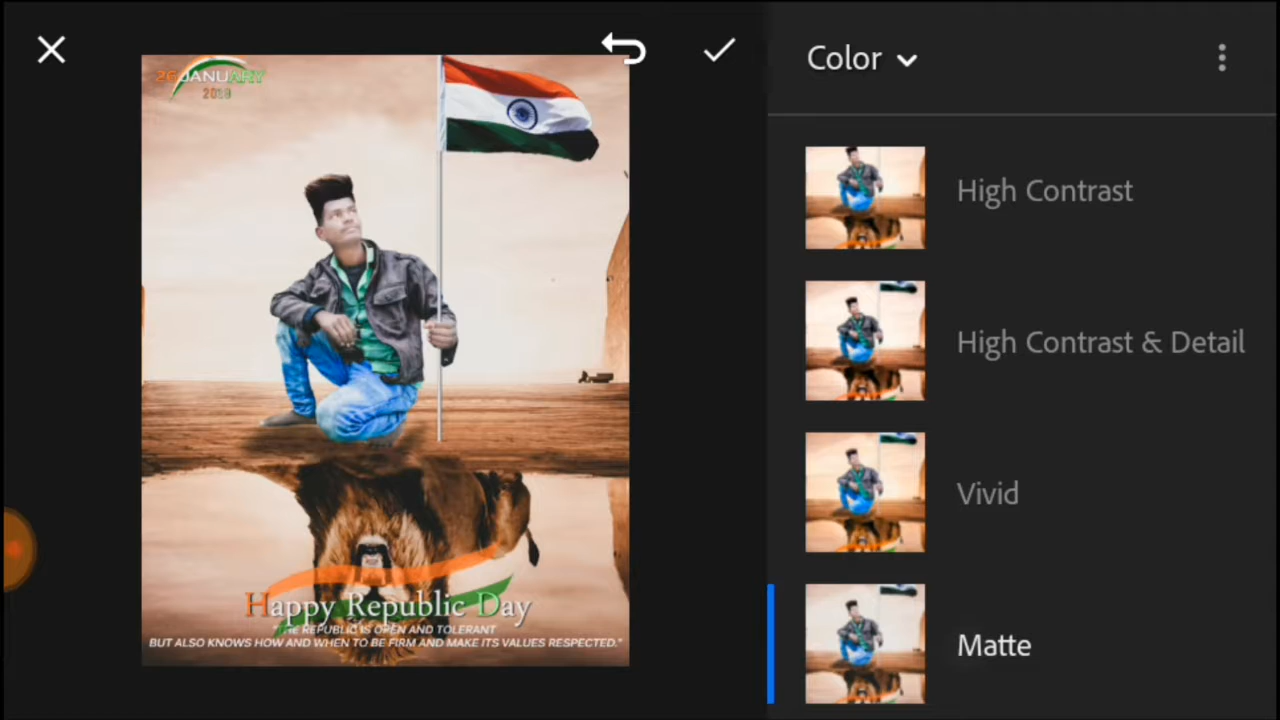 Color
26 JANUARY
2018
High Contrast
High Contrast & Detail
Vivid
Matte
Happy Republic Day
"THE REPUBLIC IS OPEN AND TOLERANT
BUT ALSO KNOWS HOW AND WHEN TO BE FIRM AND MAKE ITS VALUES RESPECTED."